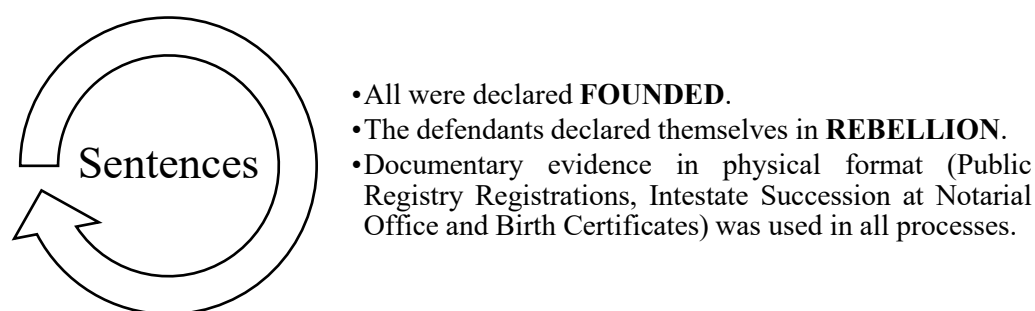 Sentences
•All were declared FOUNDED.
•The defendants declared themselves in REBELLION.
•Documentary evidence in physical format (Public
Registry Registrations, Intestate Succession at Notarial
Office and Birth Certificates) was used in all processes.